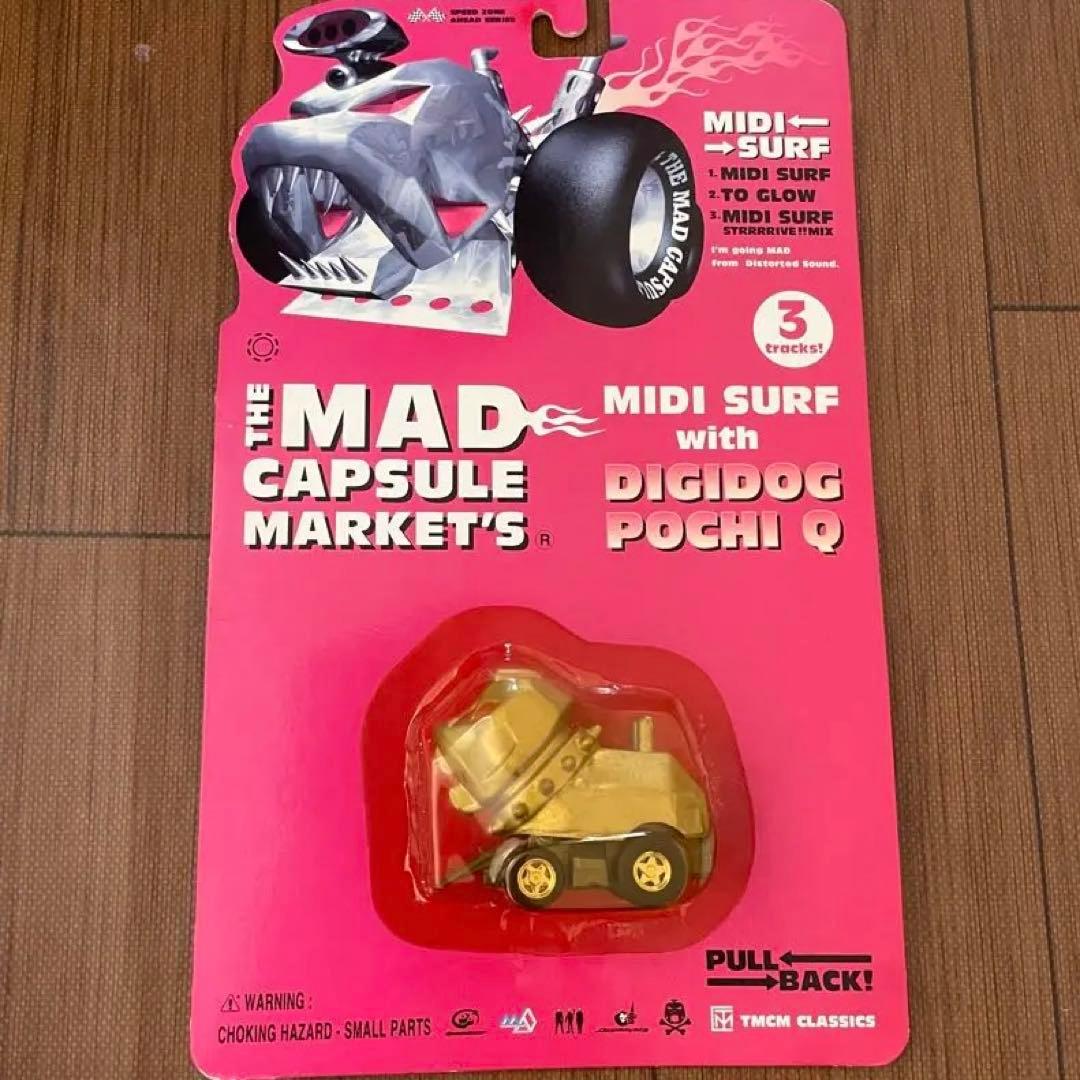 SPEED ZONE
AHEAD SERIES
MIDI
SURF
1. MIDI SURF
2. TO GLOW
3. MIDI SURF
STRRRRIVE!!MIX
I'm going MAD
from Distorted Sound.
THE MAD CAPSU
3
tracks!
THE MAD
CAPSULE
MARKET'S ®
MIDI SURF
with
DIGIDOG
POCHI Q
PULL
BACK!
WARNING :
CHOKING HAZARD - SMALL PARTS
TMCM CLASSICS